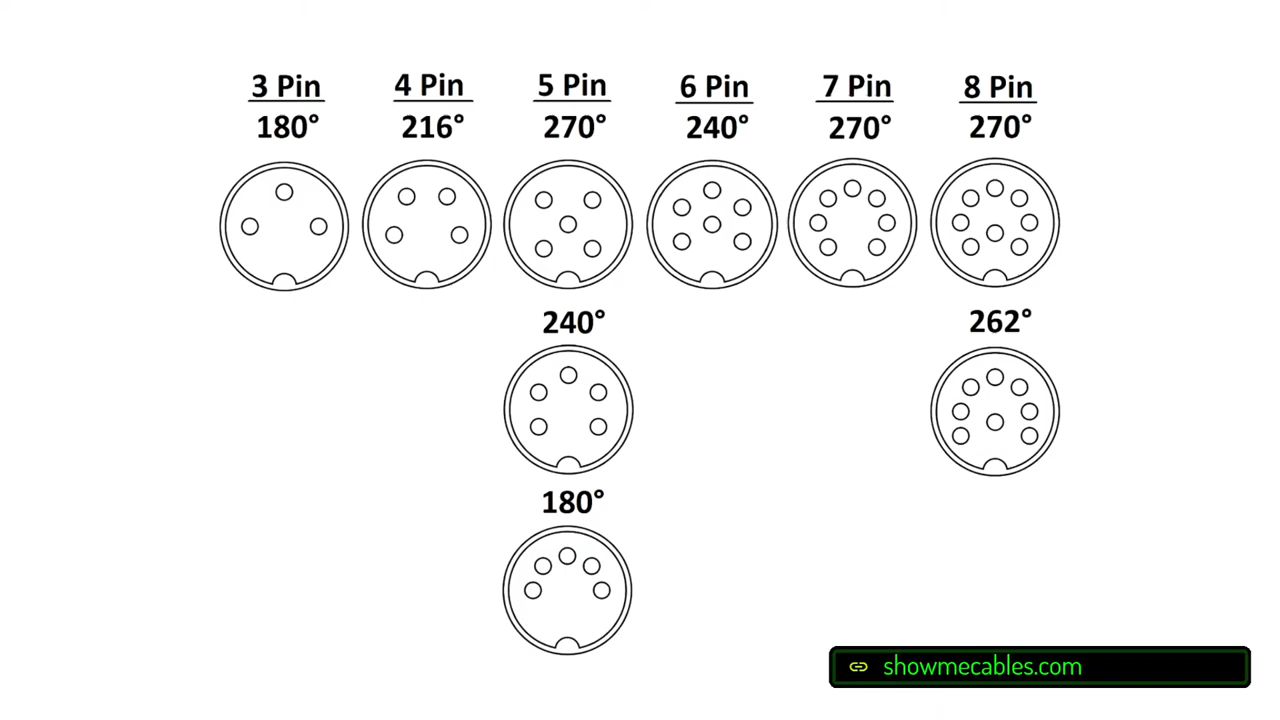 3 Pin 4 Pin 5 Pin 6 Pin 7 Pin 8 Pin
180° 216° 270° 240° 270° 270°
240° 262°
180°
showmecables.com